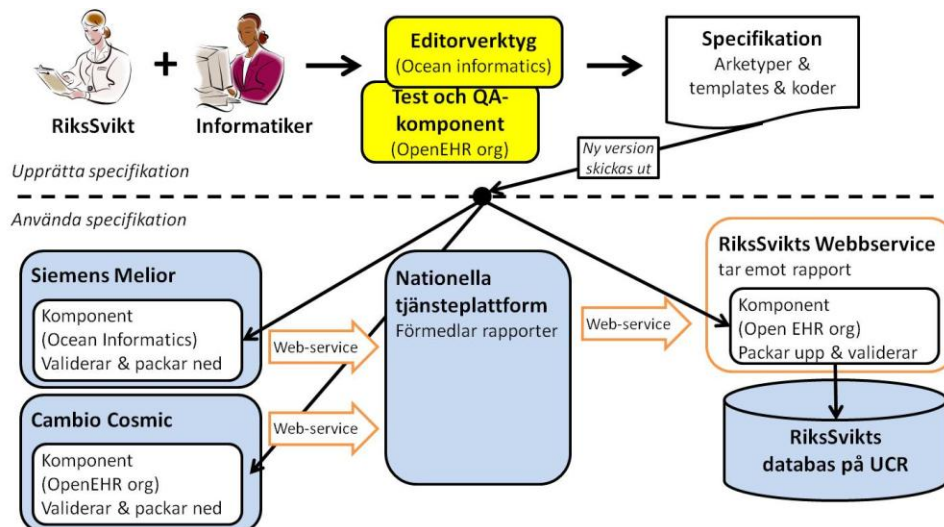 RiksSvikt
+
Informatiker
Editorverktyg
(Ocean informatics)
Test och QA-
komponent
(OpenEHR org)
Specifikation
Arketyper &
templates & koder
Ny version
skickas ut
Upprätta specifikation
Använda specifikation
Siemens Melior
Komponent
(Ocean Informatics)
Validerar & packar ned
Web-service
Cambio Cosmic
Komponent
(OpenEHR org)
Validerar & packar ned
Web-service
Nationella
tjänsteplattform
Förmedlar rapporter
Web-service
RiksSvikts Webbservice
tar emot rapport
Komponent
(Open EHR org)
Packar upp & validerar
RiksSvikts
databas på UCR